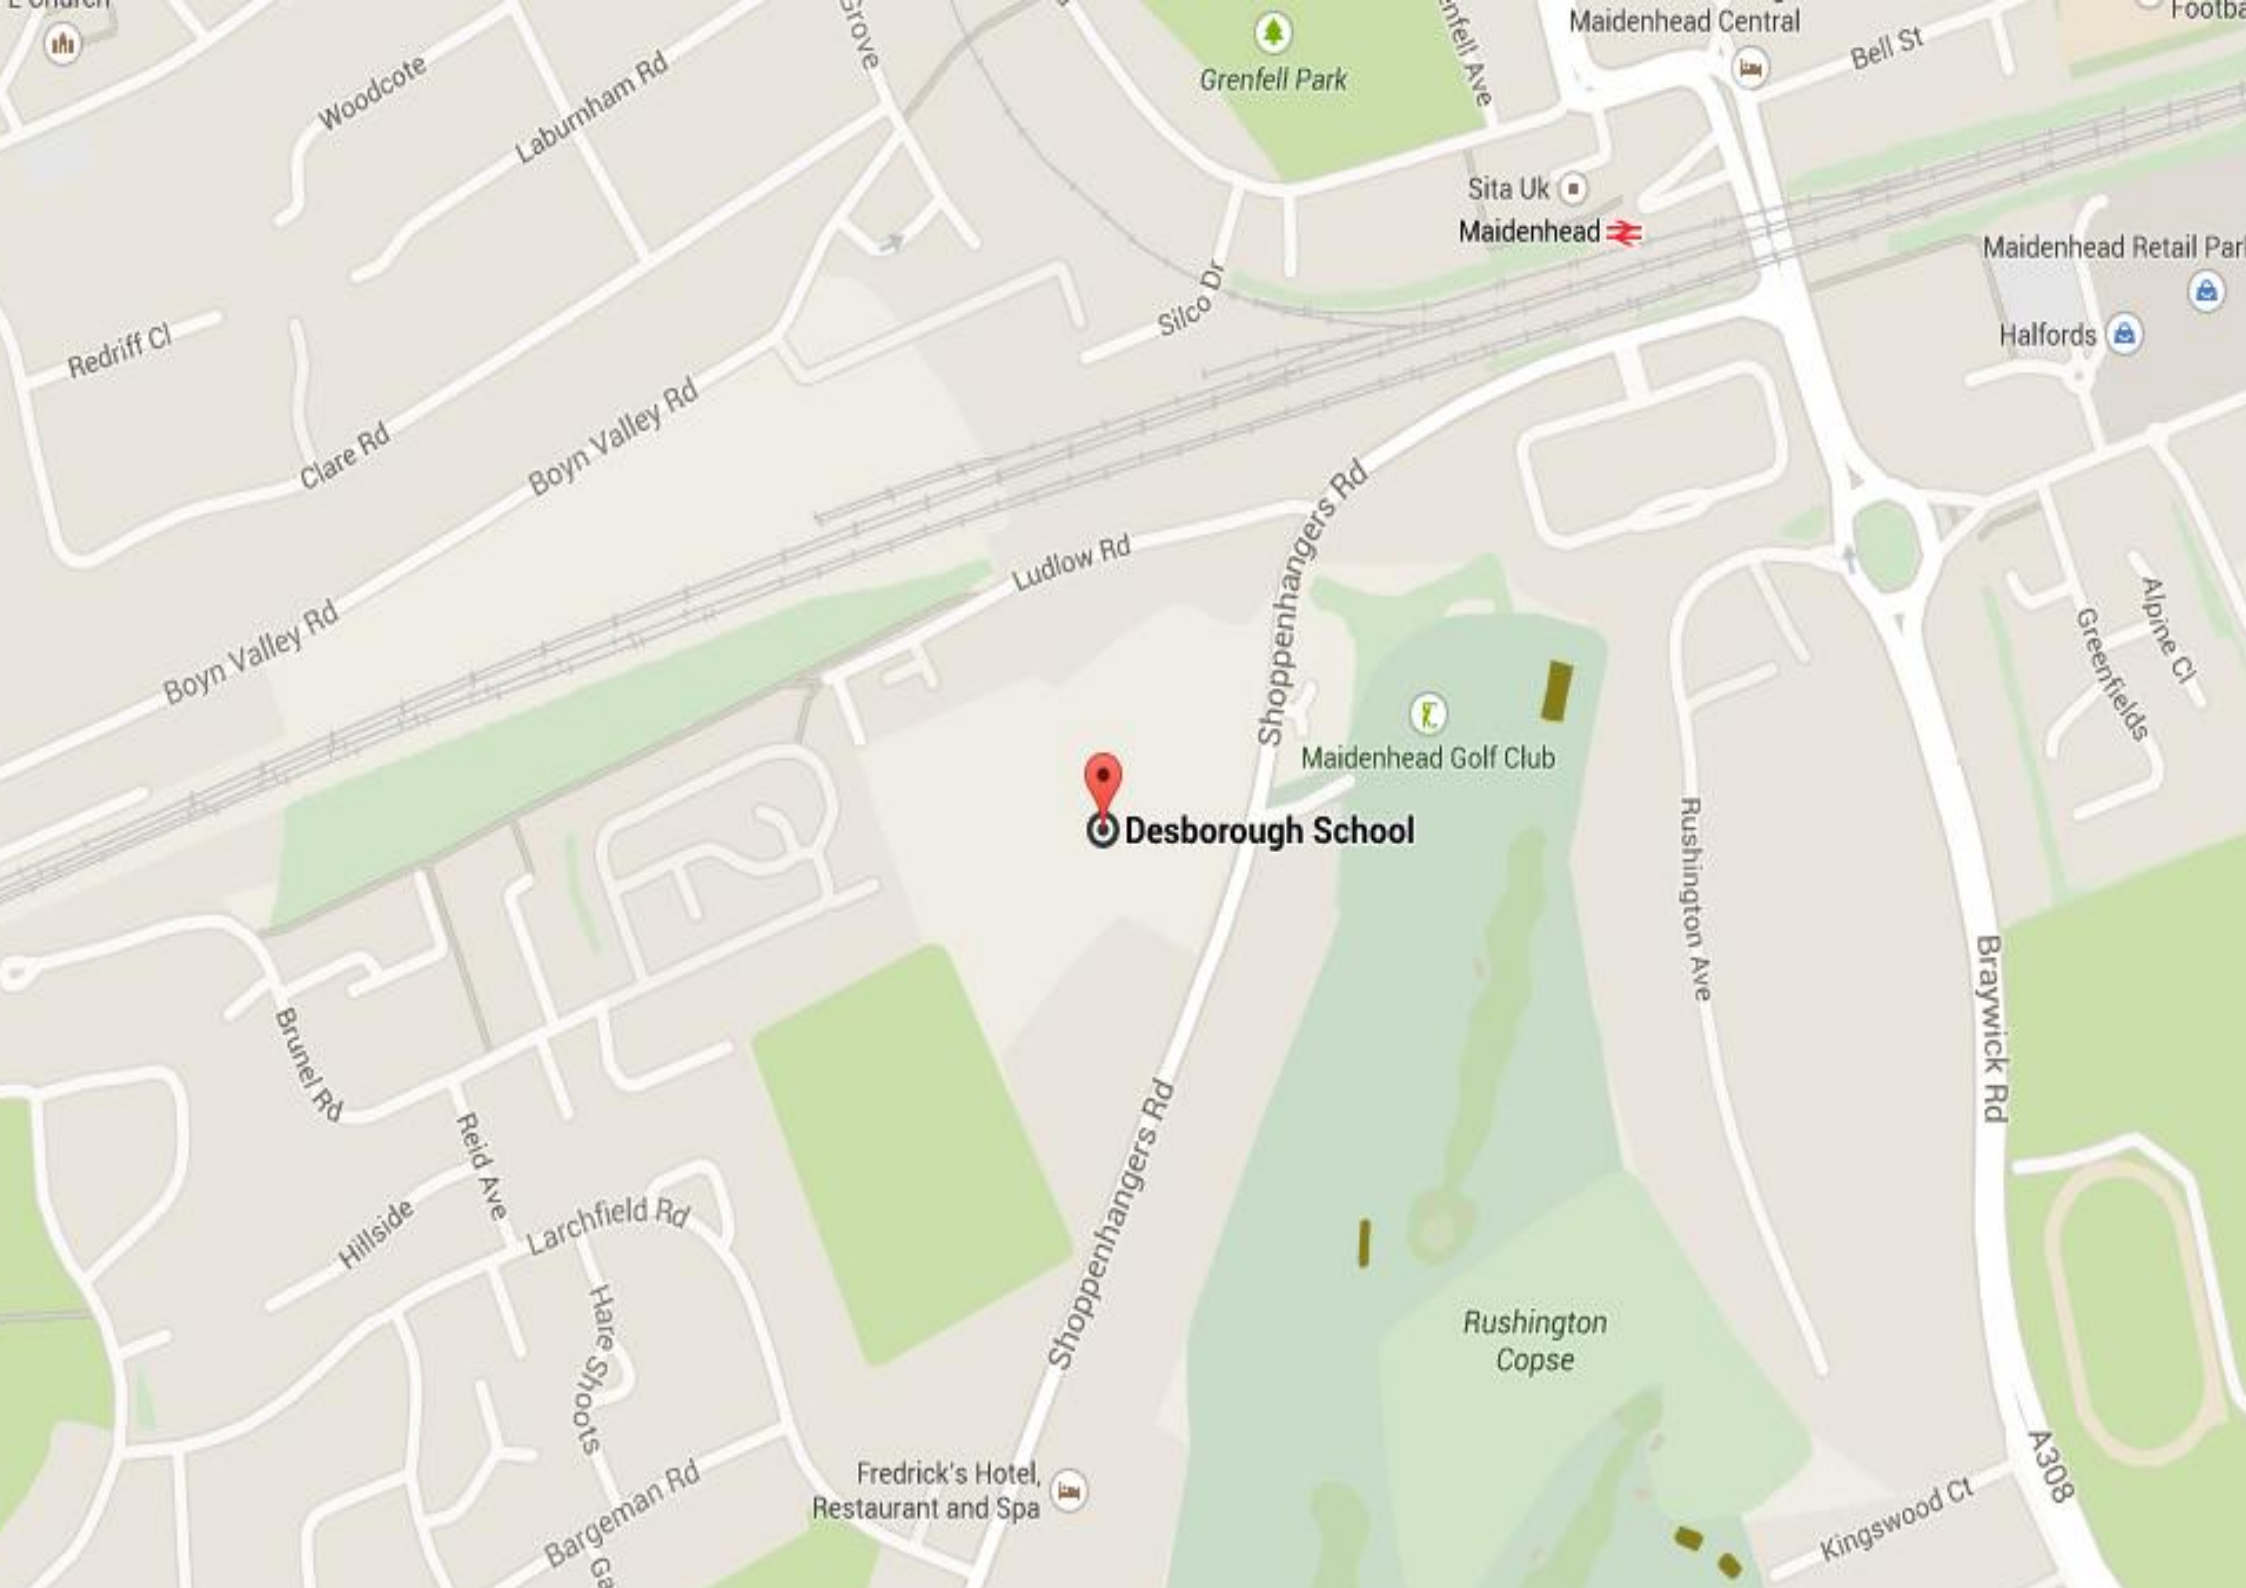 Woodcote
Laburnham Rd
Grove
Grenfell Park
Maidenhead Central
Bell St
Sita Uk
Maidenhead
Maidenhead Retail
Halfords
Silco Dr
Redriff Cl
Clare Rd
Boyn Valley Rd
Boyn Valley Rd
Ludlow Rd
Shoppenhangers Rd
Maidenhead Golf Club
Desborough School
Alpine Cl
Greenfields
Rushington Ave
Braywick Rd
Brunel Rd
Reid Ave
Hillside
Larchfield Rd
Hare Shoots
Shoppenhangers Rd
Rushington
Copse
Fredrick's Hotel,
Restaurant and Spa
Bargeman Rd
A308
Kingswood Ct